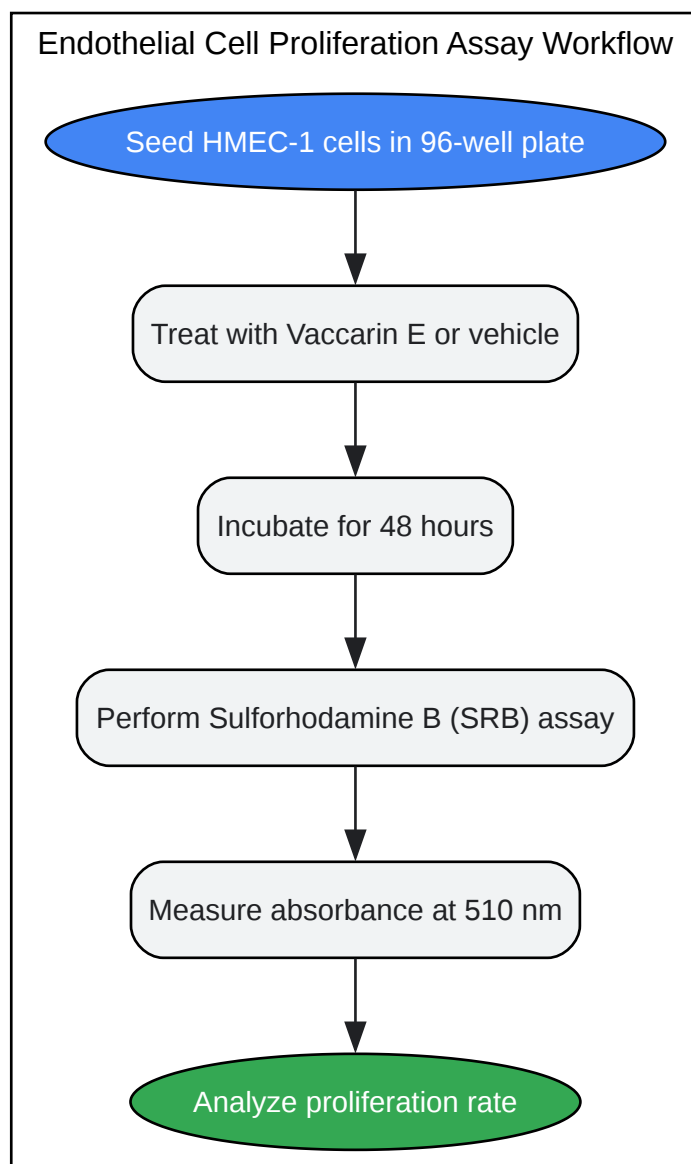 Endothelial Cell Proliferation Assay Workflow
Seed HMEC-1 cells in 96-well plate
Treat with Vaccarin E or vehicle
Incubate for 48 hours
Perform Sulforhodamine B (SRB) assay
Measure absorbance at 510 nm
Analyze proliferation rate